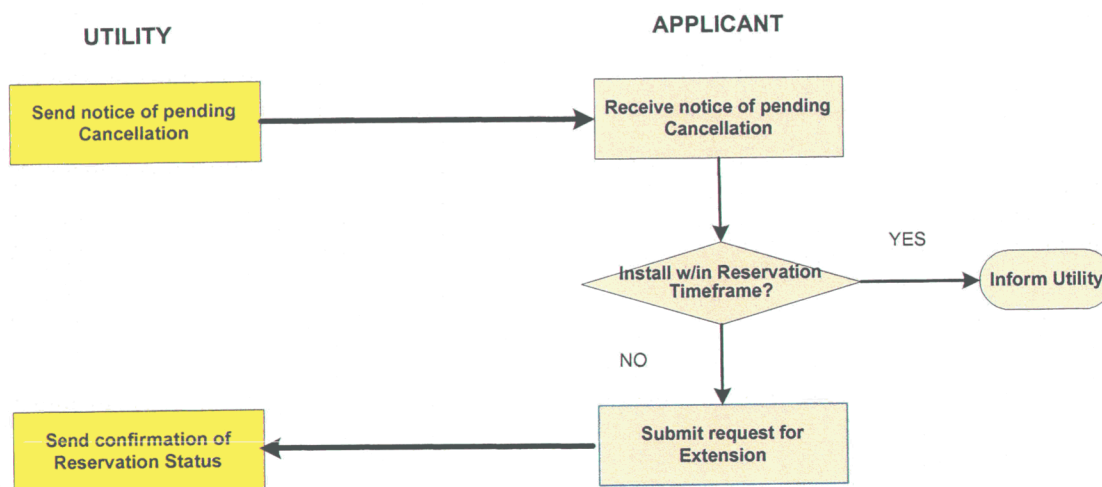 UTILITY
APPLICANT
Send notice of pending
Cancellation
Receive notice of pending
Cancellation
Install w/in Reservation
Timeframe?
YES
Inform Utility
NO
Submit request for
Extension
Send confirmation of
Reservation Status